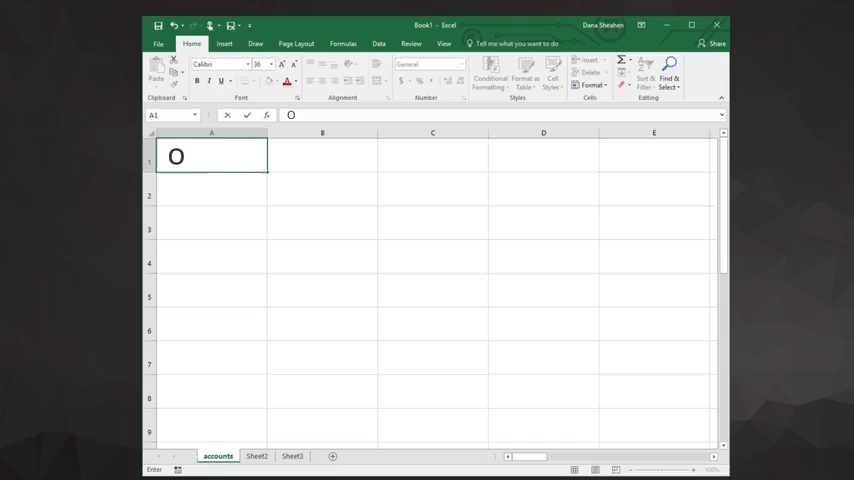 Book1 - Excel
Dana Sheahen
File Home Insert Draw Page Layout Formulas Data Review View Tell me what you want to do Share
Calibri 36 A A General Insert Σ
Paste Conditional Format as Cell Delete Sort & Find &
B I U A $ % Formatting Table Styles Format Filter Select
Clipboard Font Alignment Number Styles Cells Editing
A1 fx O
A B C D E
1 O
2
3
4
5
6
7
8
9
accounts Sheet2 Sheet3
Enter 100%